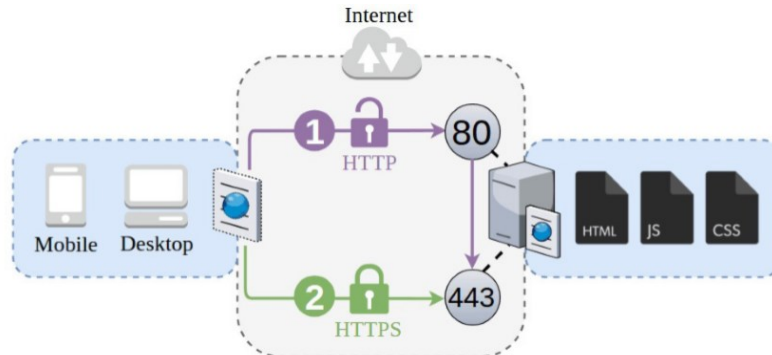 Internet
1
80
HTTP
Mobile
Desktop
HTML
JS
CSS
2
443
HTTPS